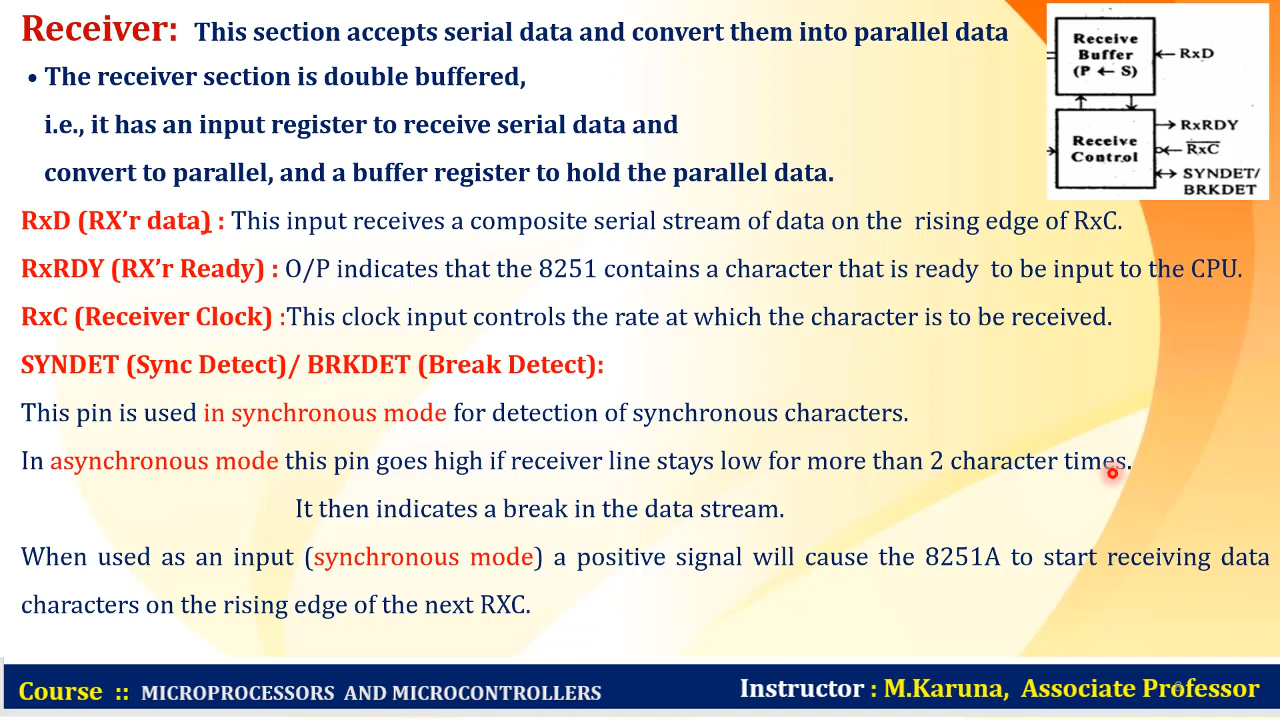 Receiver: This section accepts serial data and convert them into parallel data
• The receiver section is double buffered,
i.e., it has an input register to receive serial data and
convert to parallel, and a buffer register to hold the parallel data.
RxD (RX’r data) : This input receives a composite serial stream of data on the rising edge of RxC.
RxRDY (RX’r Ready) : O/P indicates that the 8251 contains a character that is ready to be input to the CPU.
RxC (Receiver Clock) :This clock input controls the rate at which the character is to be received.
SYNDET (Sync Detect)/ BRKDET (Break Detect):
This pin is used in synchronous mode for detection of synchronous characters.
In asynchronous mode this pin goes high if receiver line stays low for more than 2 character times.
It then indicates a break in the data stream.
When used as an input (synchronous mode) a positive signal will cause the 8251A to start receiving data
characters on the rising edge of the next RXC.
Receive
Buffer
(P ← S)
RxD
Receive
Control
RxRDY
RxC
SYNDET/
BRKDET
Course :: MICROPROCESSORS AND MICROCONTROLLERS
Instructor : M.Karuna, Associate Professor